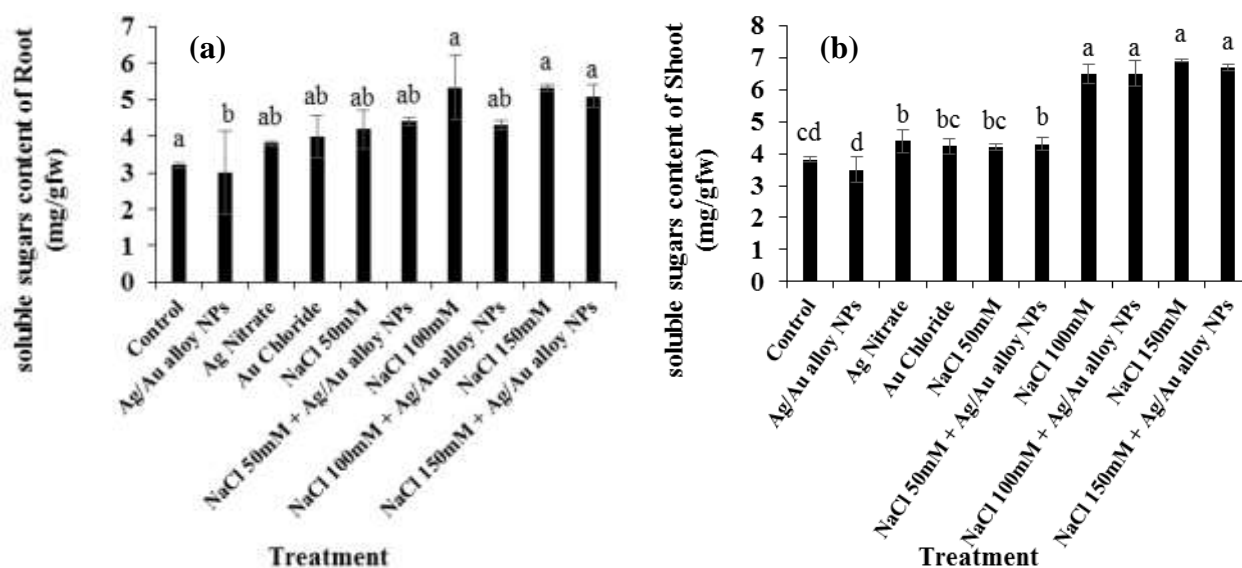 (a)
soluble sugars content of Root
(mg/gfw)
7
6
5
4
3
2
1
0
a
b
ab
ab
ab
ab
a
ab
a
a
Control
Ag/Au alloy NPs
Ag Nitrate
Au Chloride
NaCl 50mM
NaCl 50mM + Ag/Au alloy NPs
NaCl 100mM
NaCl 100mM + Ag/Au alloy NPs
NaCl 150mM
NaCl 150mM + Ag/Au alloy NPs
Treatment
(b)
soluble sugars content of Shoot
(mg/gfw)
8
7
6
5
4
3
2
1
0
cd
d
b
bc
bc
b
a
a
a
a
Control
Ag/Au alloy NPs
Ag Nitrate
Au Chloride
NaCl 50mM
NaCl 50mM + Ag/Au alloy NPs
NaCl 100mM
NaCl 100mM + Ag/Au alloy NPs
NaCl 150mM
NaCl 150mM + Ag/Au alloy NPs
Treatment